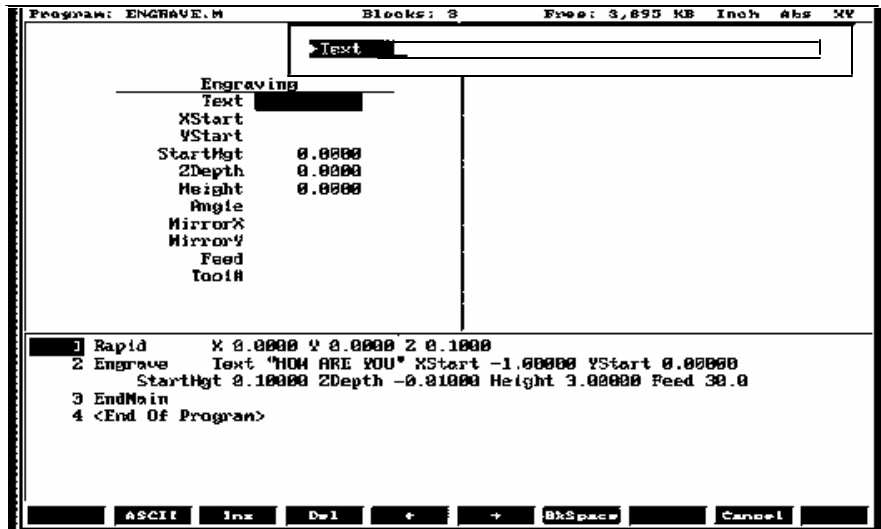 Program: ENGRAVE.M Blocks: 3 Free: 3,695 KB Inch Abs XY
Text
Engraving
Text
XStart
YStart
StartHgt 0.0000
ZDepth 0.0000
Height 0.0000
Angle
MirrorX
MirrorY
Feed
Tool#
1 Rapid X 0.0000 Y 0.0000 Z 0.1000
2 Engrave Text "HOW ARE YOU" XStart -1.00000 YStart 0.00000
StartHgt 0.10000 ZDepth -0.01000 Height 3.00000 Feed 30.0
3 EndMain
4 <End Of Program>
ASCII Ins Del ← → BkSpace Cancel